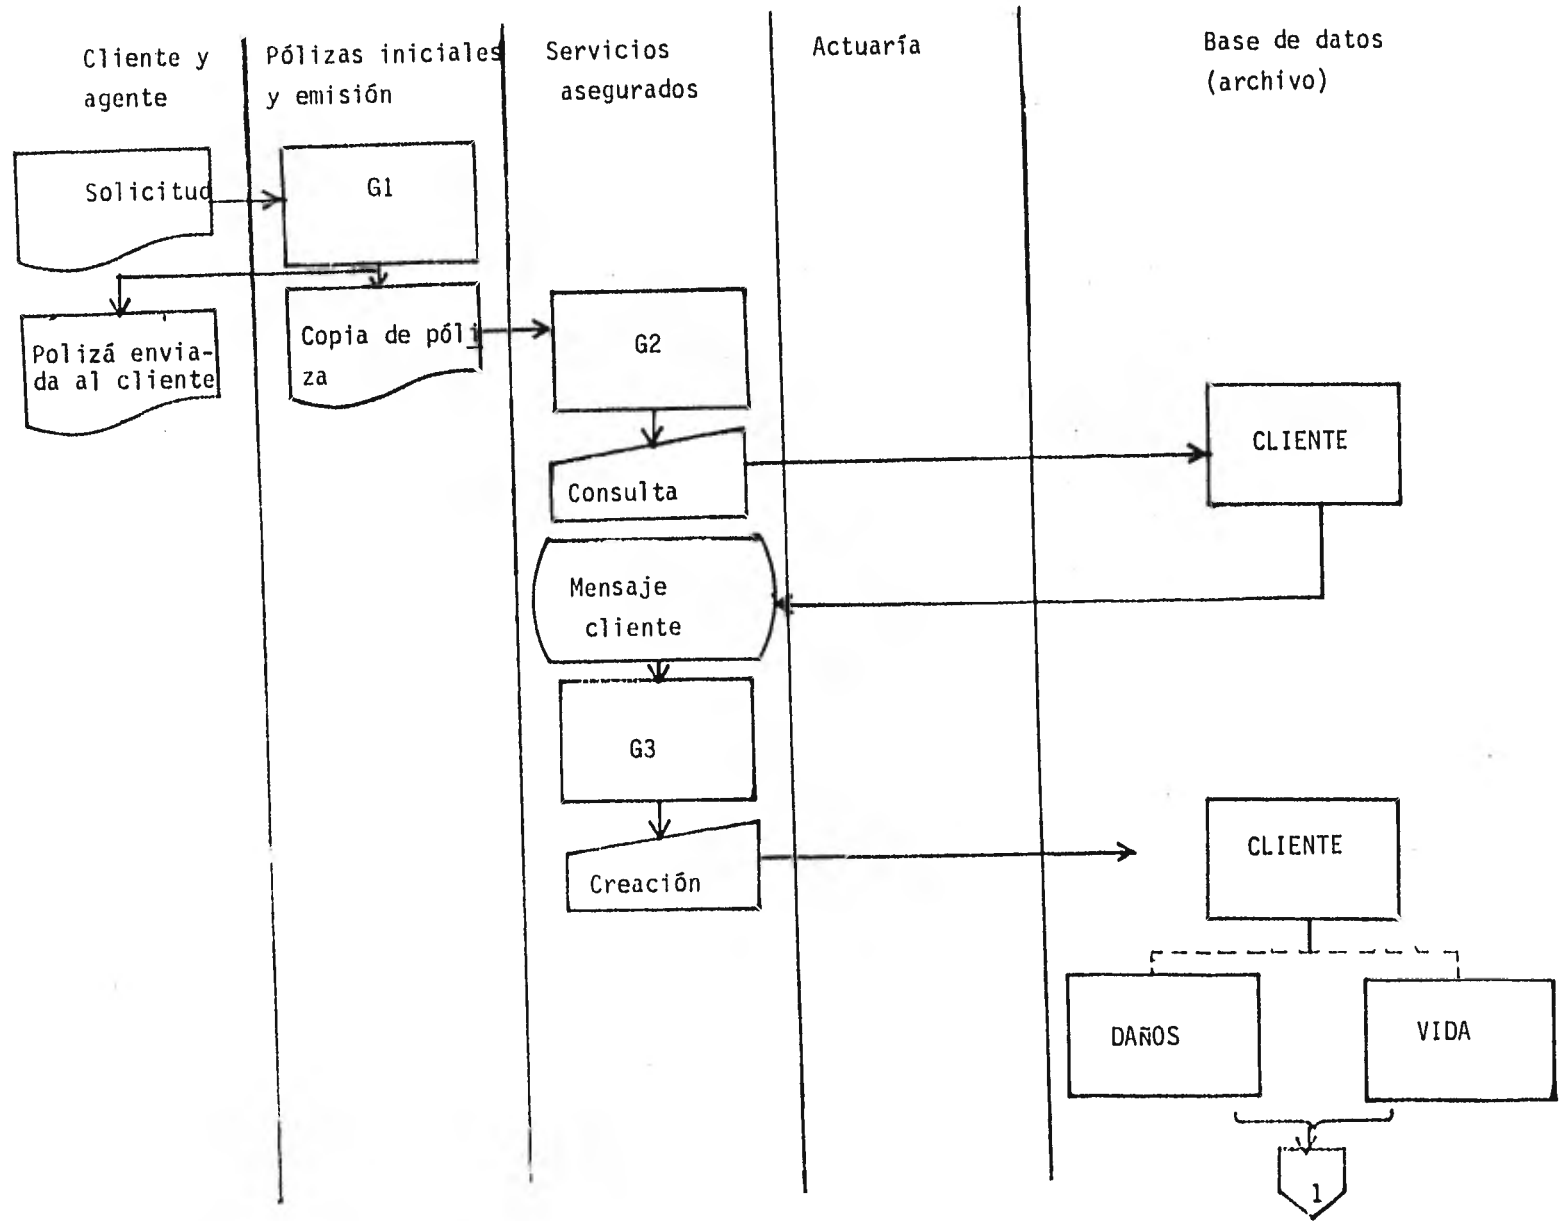 Cliente y
agente
Pólizas iniciales
y emisión
Servicios
asegurados
Actuaría
Base de datos
(archivo)
Solicitud
G1
Polizá envia-
da al cliente
Copia de póli
za
G2
Consulta
CLIENTE
Mensaje
cliente
G3
Creación
CLIENTE
DAÑOS
VIDA
1